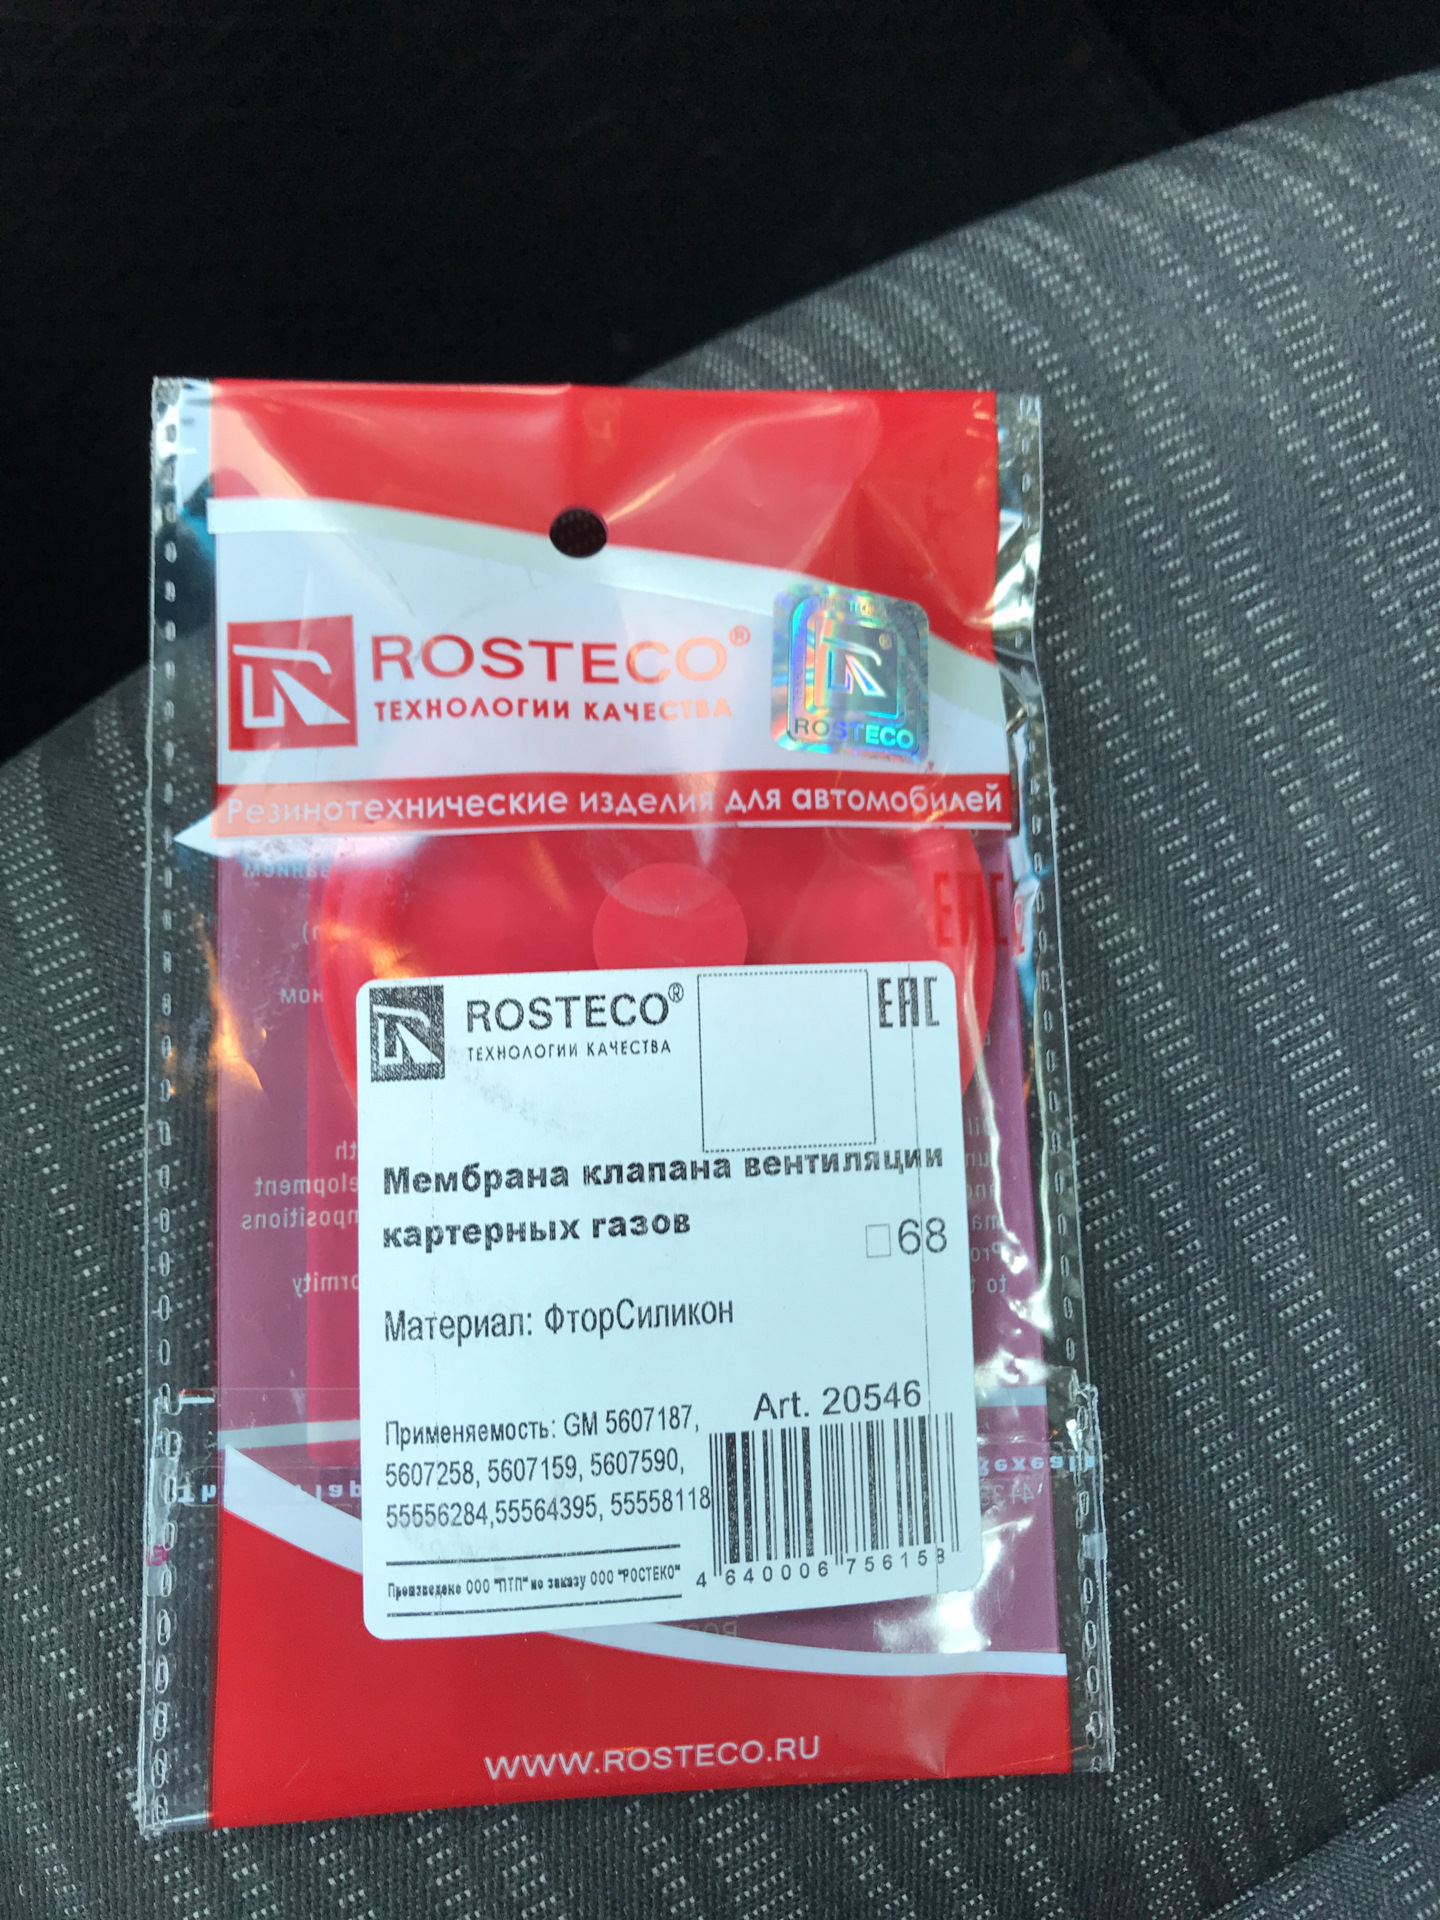 ROSTECO®
ТЕХНОЛОГИИ КАЧЕСТВА
ROSTECO
Резинотехнические изделия для автомобилей
EAC
ROSTECO®
ТЕХНОЛОГИИ КАЧЕСТВА
EAC
Мембрана клапана вентиляции
картерных газов
□68
Материал: ФторСиликон
Art. 20546
Применяемость: GM 5607187,
5607258, 5607159, 5607590,
55556284,55564395, 55558118
Произведено ООО "ПТП" по заказу ООО "РОСТЕКО"
4 640006 756158
WWW.ROSTECO.RU